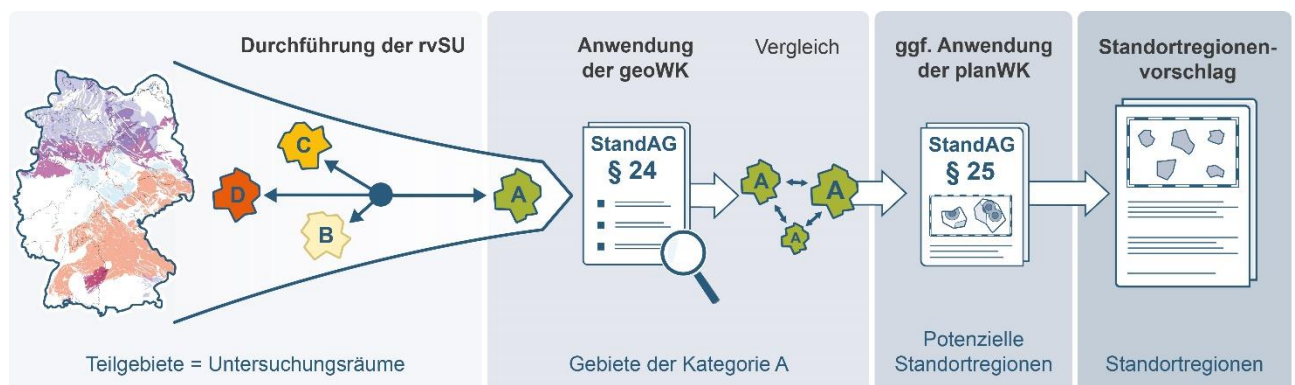 Durchführung der rvSU
C
D
B
A
Teilgebiete = Untersuchungsräume
Anwendung
der geoWK
Vergleich
StandAG
§ 24
A
A
A
Gebiete der Kategorie A
ggf. Anwendung
der planWK
StandAG
§ 25
Potenzielle
Standortregionen
Standortregionen-
vorschlag
Standortregionen